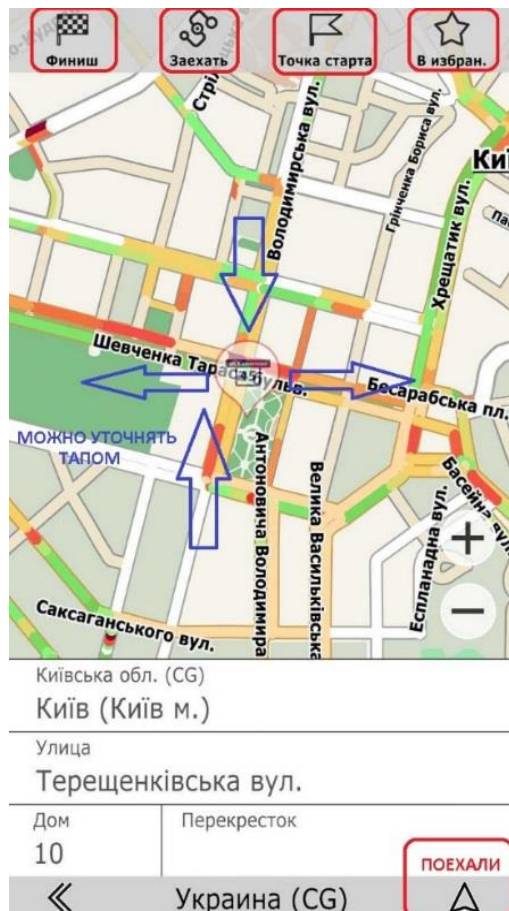 Финиш
Заехать
Точка старта
В избран.
Володимирська вул.
Грінченка Бориса вул.
Хрещатик вул.
Шевченка Тараса бульв.
Бесарабська пл.
МОЖНО УТОЧНЯТЬ
ТАПОМ
Антоновича Володимира
Велика Васильківська
Еспланадна вул.
Басейна вул.
+
−
Саксаганського вул.
Київська обл. (CG)
Київ (Київ м.)
Улица
Терещенківська вул.
Дом
Перекресток
10
ПОЕХАЛИ
Украина (CG)